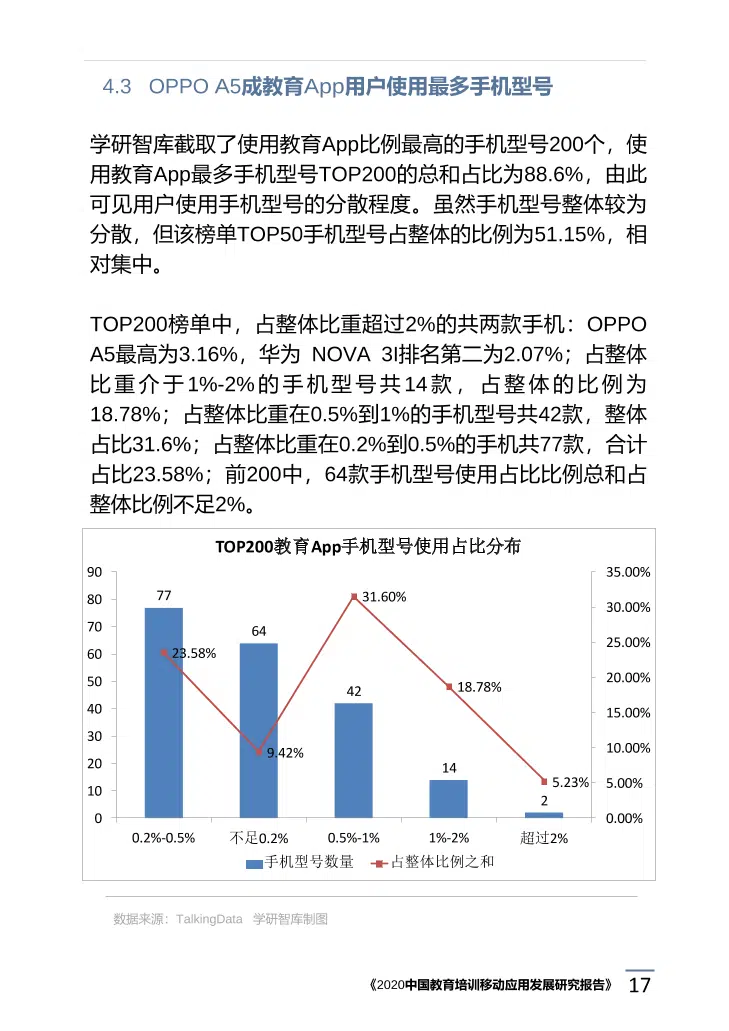 4.3 OPPO A5成教育App用户使用最多手机型号
学研智库截取了使用教育App比例最高的手机型号200个，使
用教育App最多手机型号TOP200的总和占比为88.6%，由此
可见用户使用手机型号的分散程度。虽然手机型号整体较为
分散，但该榜单TOP50手机型号占整体的比例为51.15%，相
对集中。
TOP200榜单中，占整体比重超过2%的共两款手机：OPPO
A5最高为3.16%，华为 NOVA 3I排名第二为2.07%；占整体
比重介于1%-2%的手机型号共14款，占整体的比例为
18.78%；占整体比重在0.5%到1%的手机型号共42款，整体
占比31.6%；占整体比重在0.2%到0.5%的手机共77款，合计
占比23.58%；前200中，64款手机型号使用占比比例总和占
整体比例不足2%。
TOP200教育App手机型号使用占比分布
90
80
70
60
50
40
30
20
10
0
77
64
42
14
2
23.58%
9.42%
31.60%
18.78%
5.23%
35.00%
30.00%
25.00%
20.00%
15.00%
10.00%
5.00%
0.00%
0.2%-0.5% 不足0.2% 0.5%-1% 1%-2% 超过2%
手机型号数量 占整体比例之和
数据来源：TalkingData 学研智库制图
《2020中国教育培训移动应用发展研究报告》 17